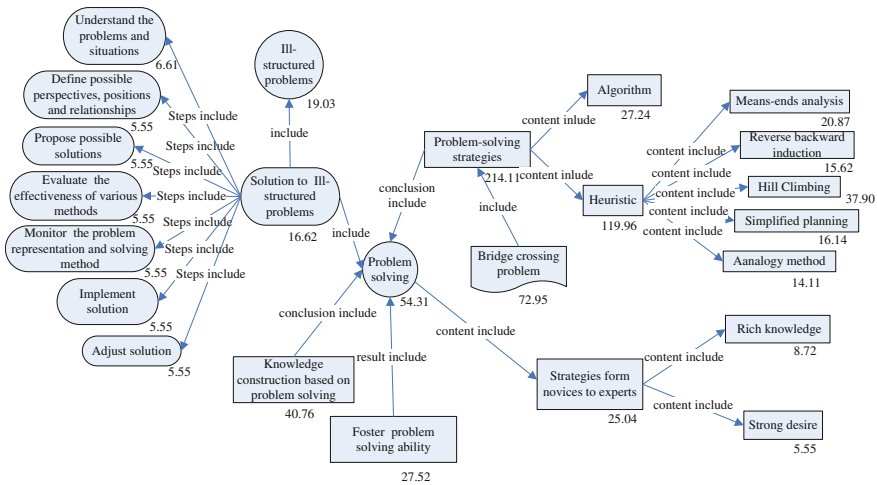 Understand the
problems and
situations
6.61
Define possible
perspectives, positions
and relationships
5.55
Propose possible
solutions
5.55
Evaluate the
effectiveness of various
methods
5.55
Monitor the problem
representation and solving
method
5.55
Implement
solution
5.55
Adjust solution
5.55
Steps include
Steps include
Steps include
Steps include
Steps include
Steps include
Steps include
Ill-
structured
problems
19.03
include
Solution to Ill-
structured
problems
16.62
include
Problem
solving
54.31
conclusion include
Knowledge
construction based on
problem solving
40.76
result include
Foster problem
solving ability
27.52
conclusion
include
Problem-solving
strategies
214.11
include
Bridge crossing
problem
72.95
content include
Algorithm
27.24
content inlude
Heuristic
119.96
content include
content include
content include
content include
content include
Means-ends analysis
20.87
Reverse backward
induction
15.62
Hill Climbing
37.90
Simplified planning
16.14
Aanalogy method
14.11
content include
Strategies form
novices to experts
25.04
content include
Rich knowledge
8.72
content include
Strong desire
5.55